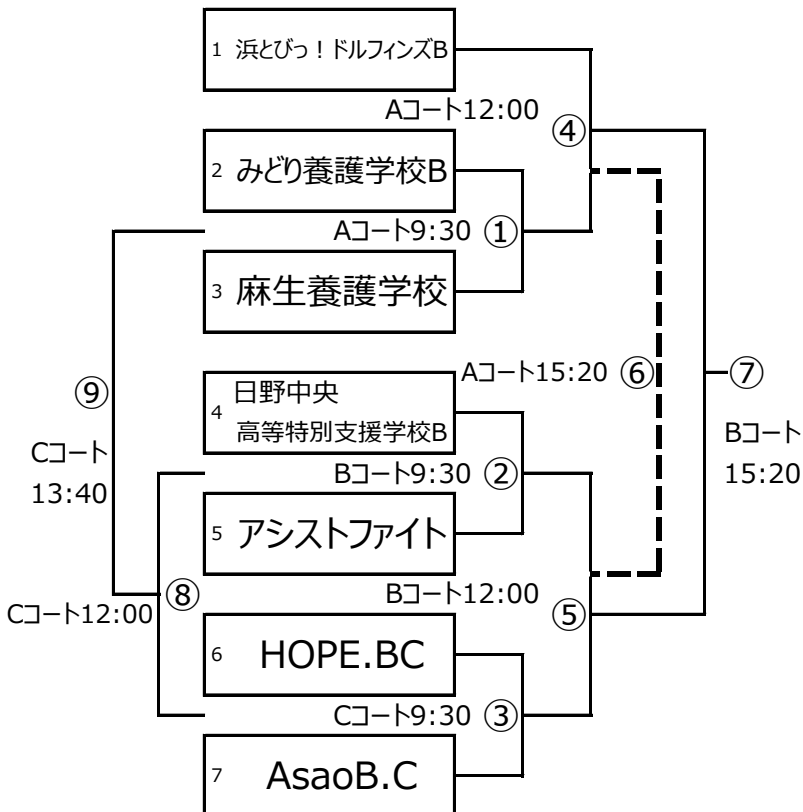 1 浜とびっ！ドルフィンズB
Aコート12:00
④
2 みどり養護学校B
Aコート9:30 ①
3 麻生養護学校
Aコート15:20 ⑥
⑦
⑨
4 日野中央
高等特別支援学校B
Bコート
15:20
Cコート
13:40
Bコート9:30 ②
5 アシストファイト
Bコート12:00
⑤
⑧
Cコート12:00
6 HOPE.BC
Cコート9:30 ③
7 AsaoB.C